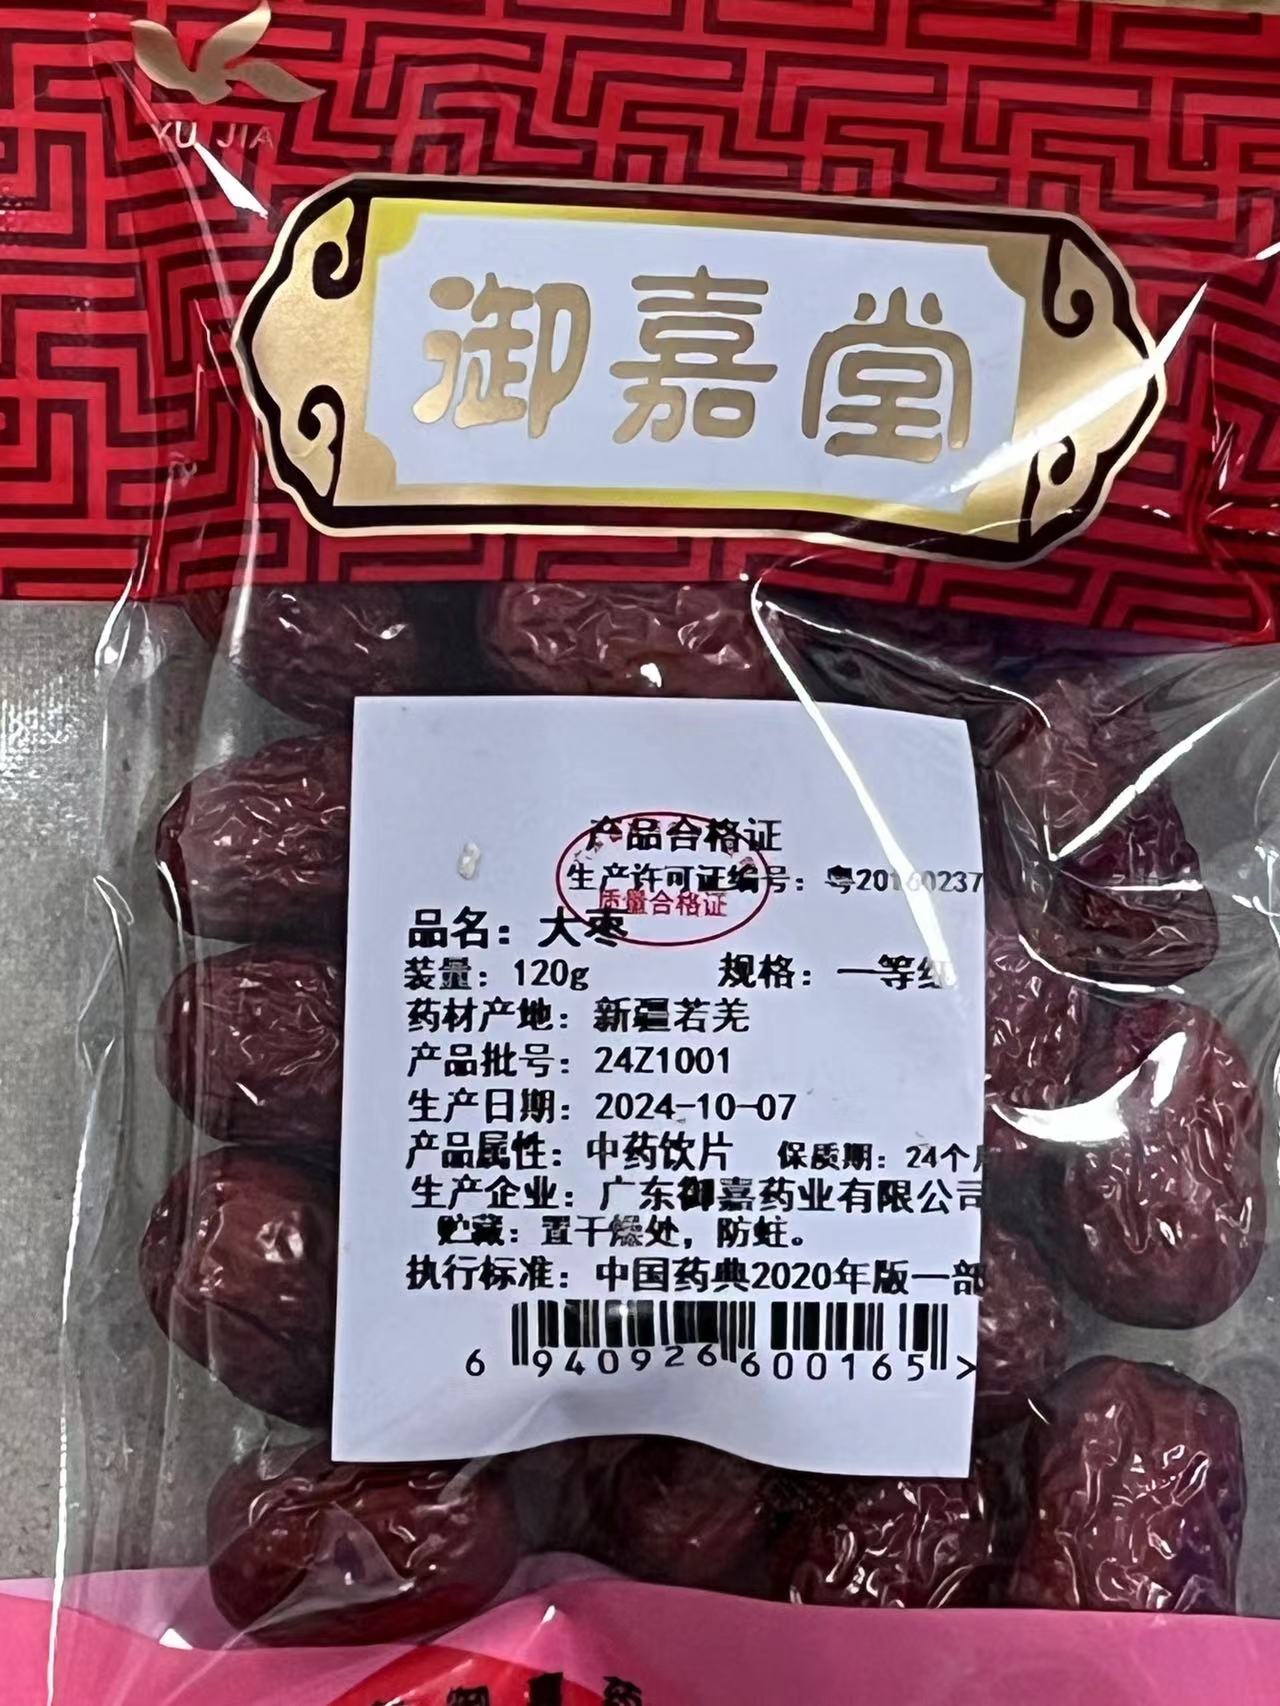 YU JIA
御嘉堂
产品合格证
生产许可证编号：粤20160237
质量合格证
品名：大枣
装量：120g 规格：一等级
药材产地：新疆若羌
产品批号：24Z1001
生产日期：2024-10-07
产品属性：中药饮片 保质期：24个月
生产企业：广东御嘉药业有限公司
贮藏：置干燥处，防蛀。
执行标准：中国药典2020年版一部
6 940926 600165 >